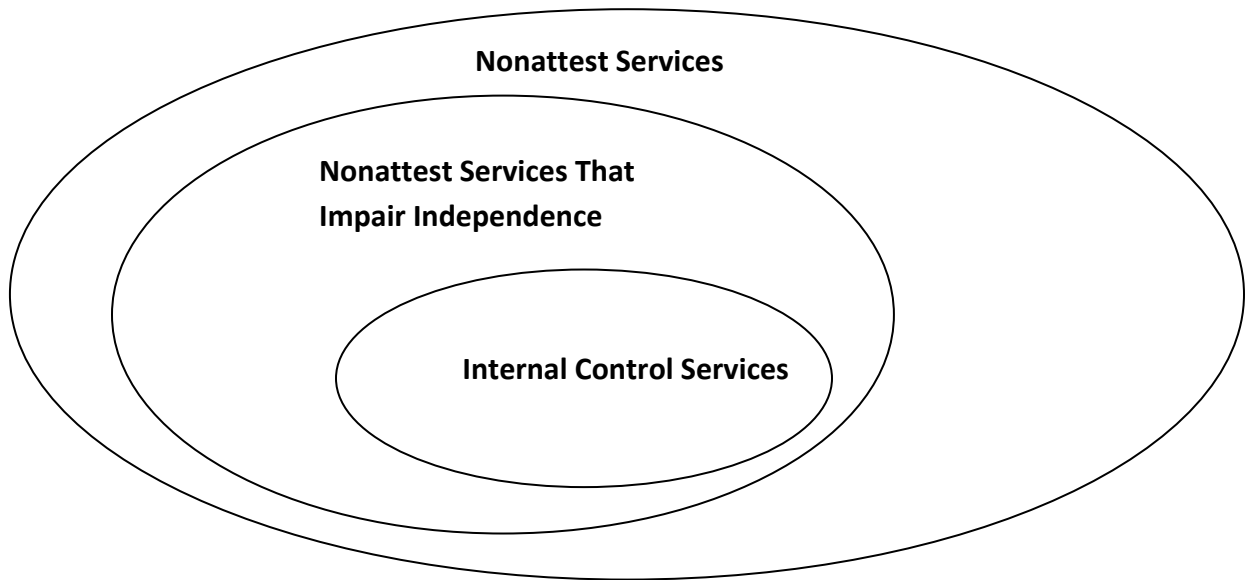 Nonattest Services
Nonattest Services That
Impair Independence
Internal Control Services